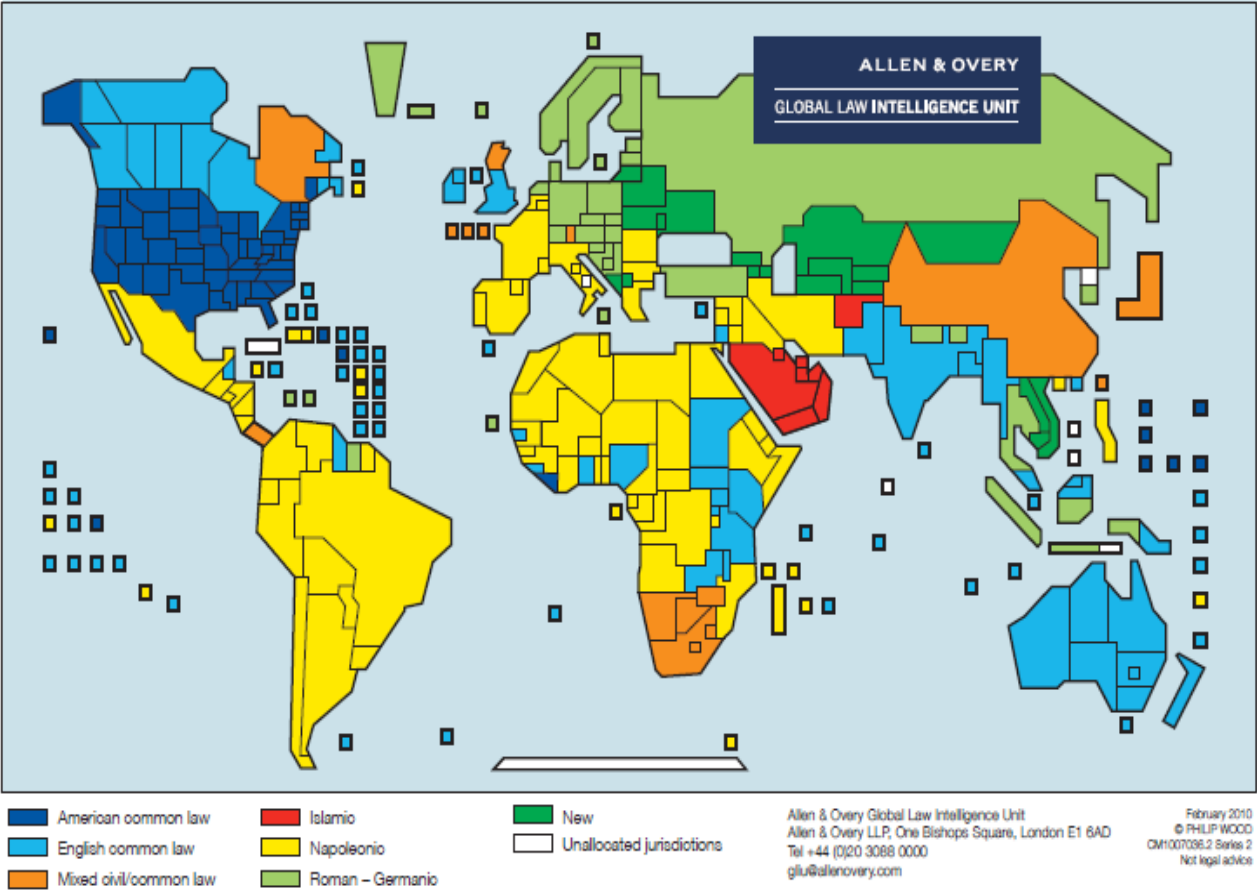 ALLEN & OVERY
GLOBAL LAW INTELLIGENCE UNIT
American common law
English common law
Mixed civil/common law
Islamic
Napoleonic
Roman – Germanic
New
Unallocated jurisdictions
Allen & Overy Global Law Intelligence Unit
Allen & Overy LLP, One Bishops Square, London E1 6AD
Tel +44 (0)20 3088 0000
gliu@allenovery.com
February 2010
© PHILIP WOOD
CM1007036.2 Series 2
Not legal advice